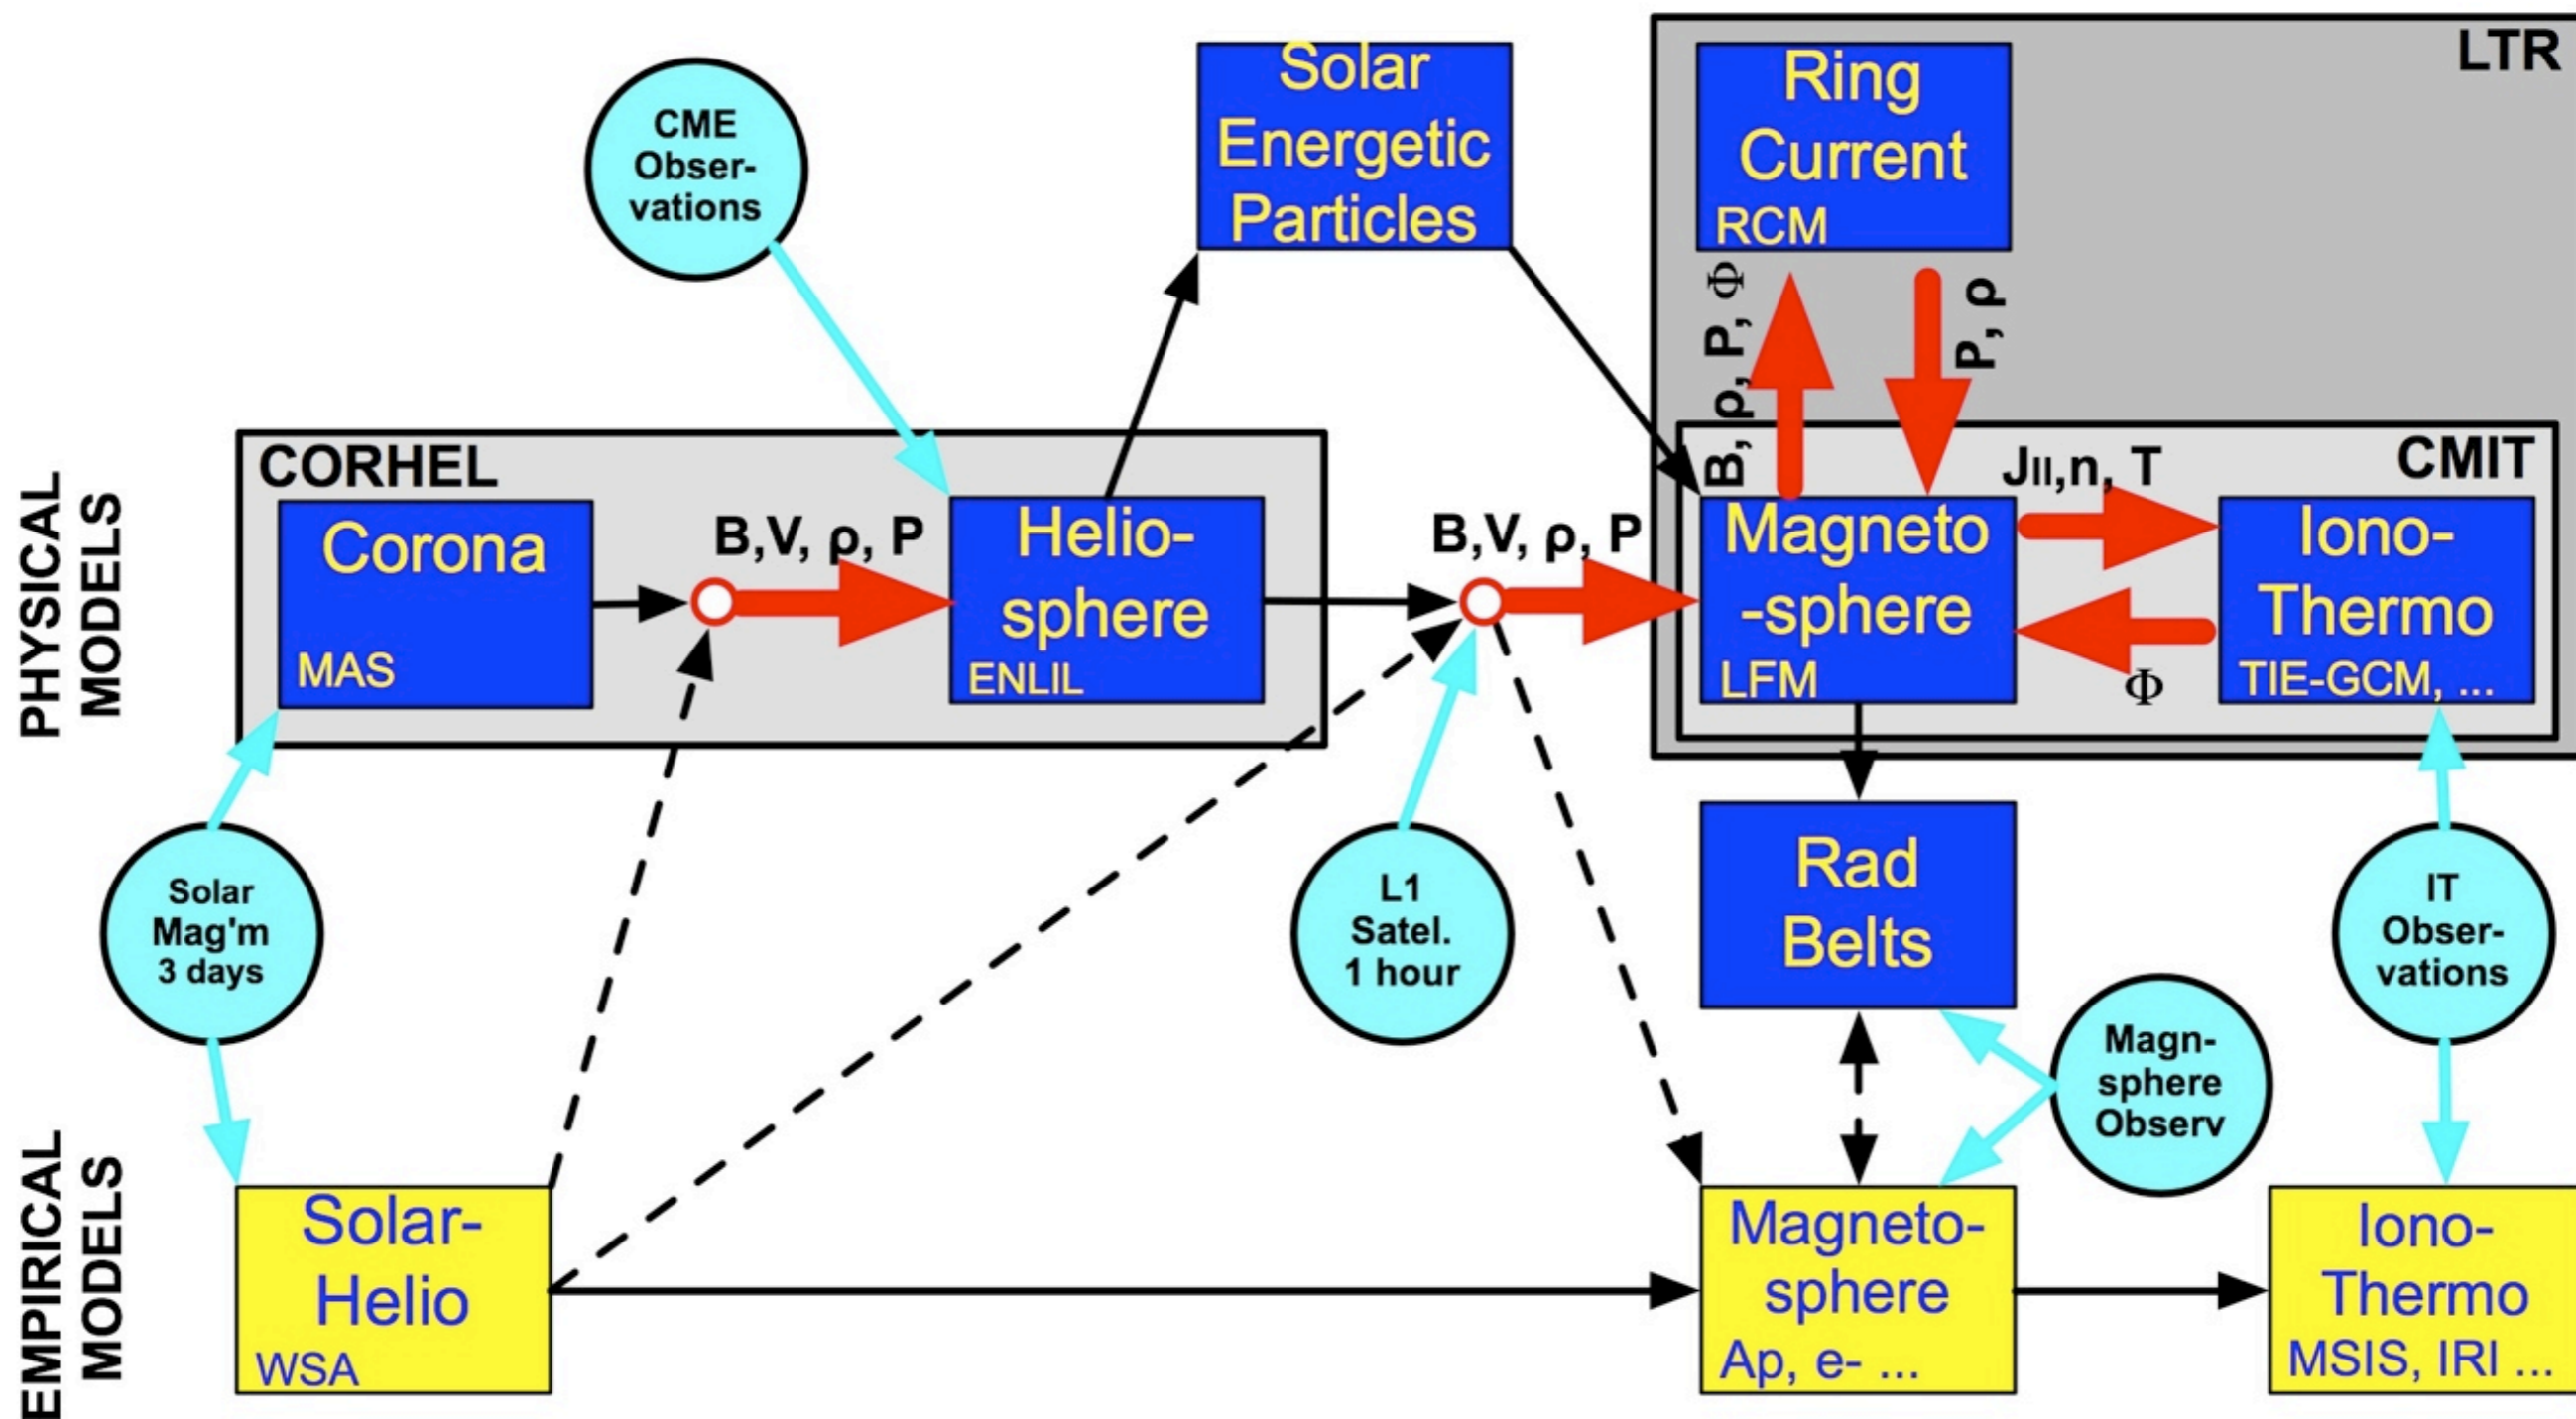 LTR
Solar
Energetic
Particles
Ring
Current
RCM
CME
Obser-
vations
B, ρ, P, Φ
P, ρ
PHYSICAL
MODELS
CORHEL
Corona
MAS
B,V, ρ, P
Helio-
sphere
ENLIL
B,V, ρ, P
CMIT
Magneto
-sphere
LFM
JII,n, T
Φ
Iono-
Thermo
TIE-GCM, ...
Solar
Mag'm
3 days
L1
Satel.
1 hour
Rad
Belts
IT
Obser-
vations
Magn-
sphere
Observ
EMPIRICAL
MODELS
Solar-
Helio
WSA
Magneto-
sphere
Ap, e- ...
Iono-
Thermo
MSIS, IRI ...